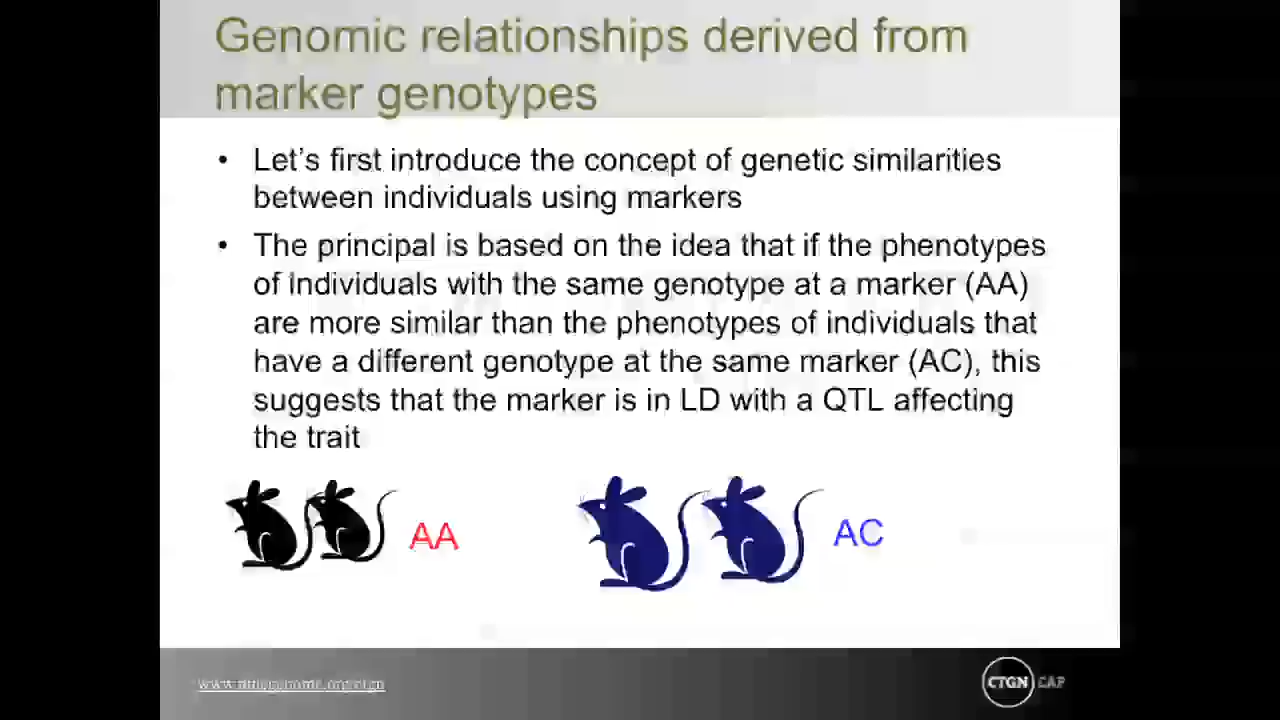 Genomic relationships derived from
marker genotypes
• Let's first introduce the concept of genetic similarities
between individuals using markers
• The principal is based on the idea that if the phenotypes
of individuals with the same genotype at a marker (AA)
are more similar than the phenotypes of individuals that
have a different genotype at the same marker (AC), this
suggests that the marker is in LD with a QTL affecting
the trait
AA
AC
CTGN CAP